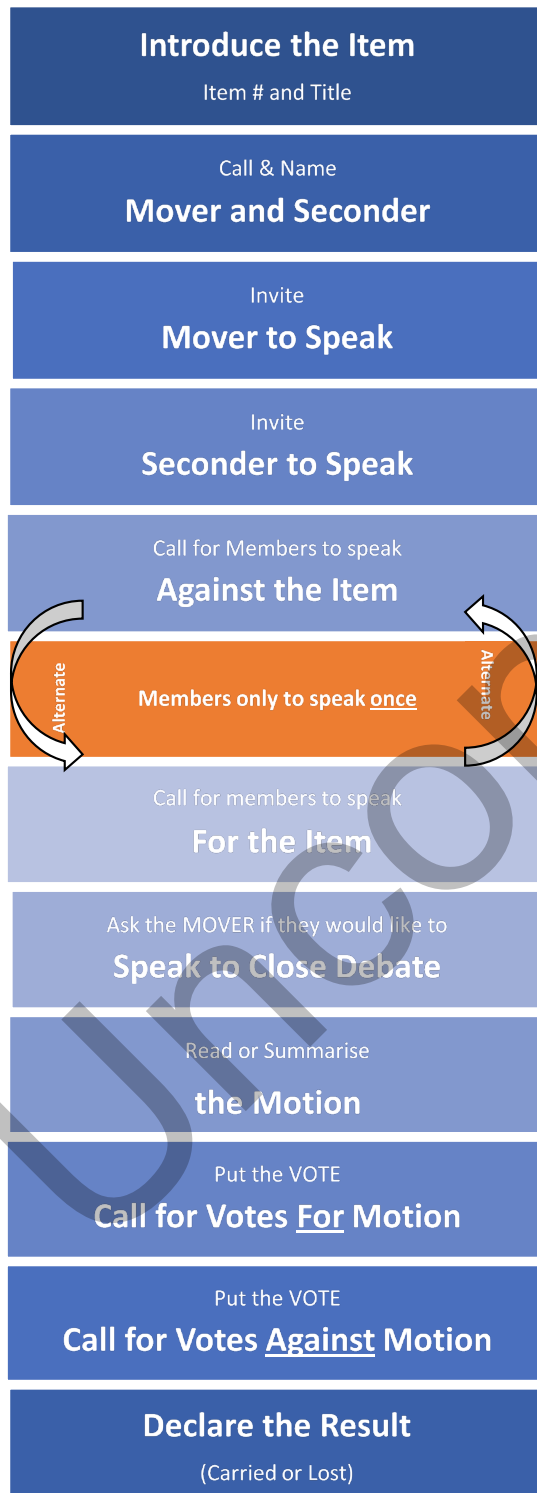 Introduce the Item
Item # and Title
Call & Name
Mover and Seconder
Invite
Mover to Speak
Invite
Seconder to Speak
Call for Members to speak
Against the Item
Alternate
Members only to speak once
Alternate
Call for members to speak
For the Item
Ask the MOVER if they would like to
Speak to Close Debate
Read or Summarise
the Motion
Put the VOTE
Call for Votes For Motion
Put the VOTE
Call for Votes Against Motion
Declare the Result
(Carried or Lost)